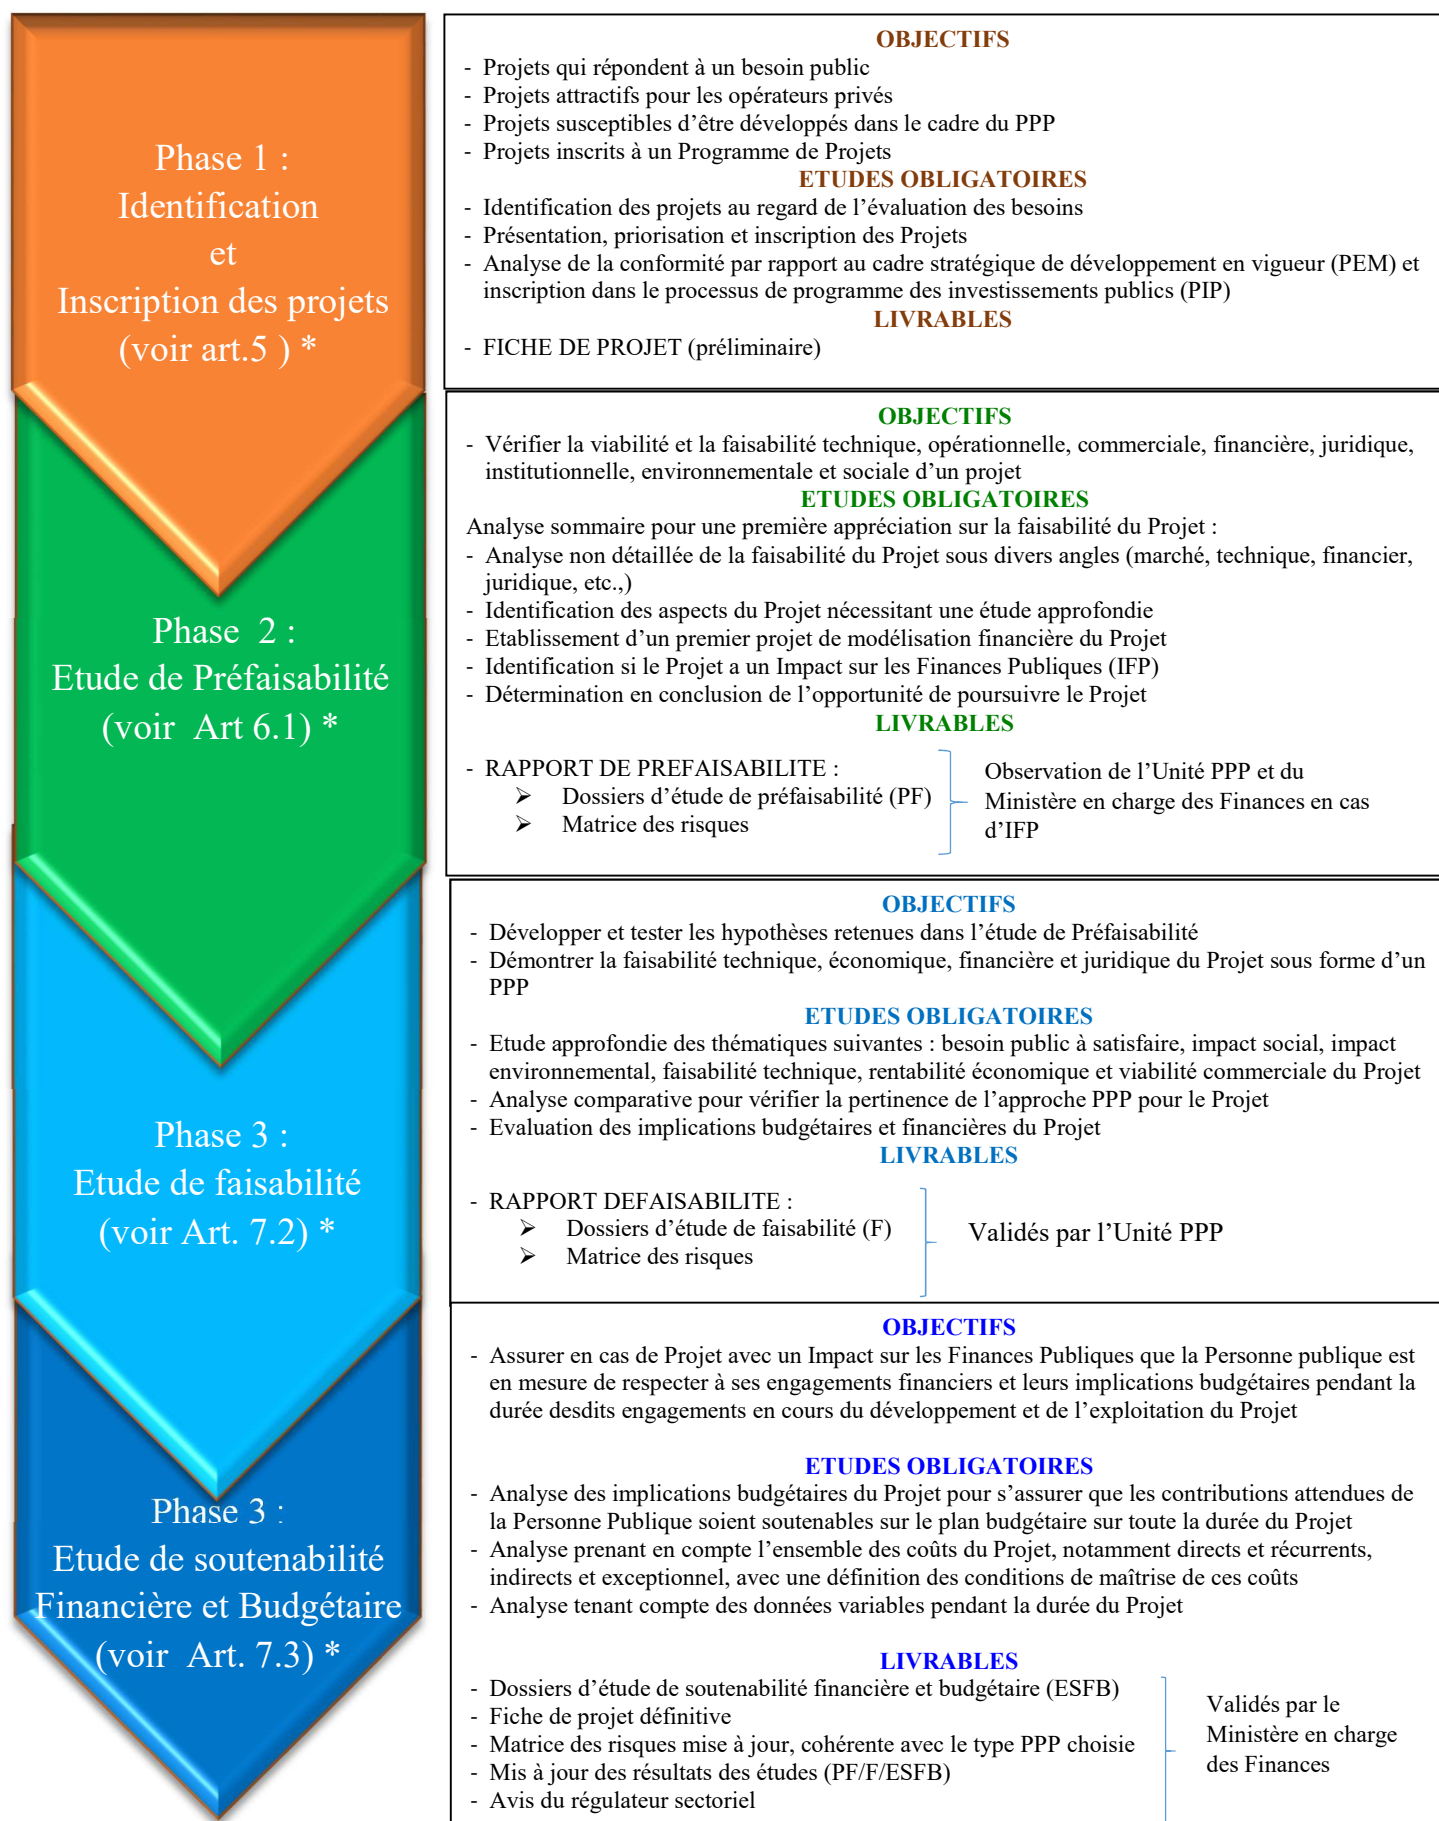 Phase 1 :
Identification
et
Inscription des projets
(voir art.5 ) *
OBJECTIFS
- Projets qui répondent à un besoin public
- Projets attractifs pour les opérateurs privés
- Projets susceptibles d’être développés dans le cadre du PPP
- Projets inscrits à un Programme de Projets
ETUDES OBLIGATOIRES
- Identification des projets au regard de l’évaluation des besoins
- Présentation, priorisation et inscription des Projets
- Analyse de la conformité par rapport au cadre stratégique de développement en vigueur (PEM) et
inscription dans le processus de programme des investissements publics (PIP)
LIVRABLES
- FICHE DE PROJET (préliminaire)
Phase 2 :
Etude de Préfaisabilité
(voir Art 6.1) *
OBJECTIFS
- Vérifier la viabilité et la faisabilité technique, opérationnelle, commerciale, financière, juridique,
institutionnelle, environnementale et sociale d’un projet
ETUDES OBLIGATOIRES
Analyse sommaire pour une première appréciation sur la faisabilité du Projet :
- Analyse non détaillée de la faisabilité du Projet sous divers angles (marché, technique, financier,
juridique, etc.,)
- Identification des aspects du Projet nécessitant une étude approfondie
- Etablissement d’un premier projet de modélisation financière du Projet
- Identification si le Projet a un Impact sur les Finances Publiques (IFP)
- Détermination en conclusion de l’opportunité de poursuivre le Projet
LIVRABLES
- RAPPORT DE PREFAISABILITE :
➢ Dossiers d’étude de préfaisabilité (PF)
➢ Matrice des risques
Observation de l’Unité PPP et du
Ministère en charge des Finances en cas
d’IFP
Phase 3 :
Etude de faisabilité
(voir Art. 7.2) *
OBJECTIFS
- Développer et tester les hypothèses retenues dans l’étude de Préfaisabilité
- Démontrer la faisabilité technique, économique, financière et juridique du Projet sous forme d’un
PPP
ETUDES OBLIGATOIRES
- Etude approfondie des thématiques suivantes : besoin public à satisfaire, impact social, impact
environnemental, faisabilité technique, rentabilité économique et viabilité commerciale du Projet
- Analyse comparative pour vérifier la pertinence de l’approche PPP pour le Projet
- Evaluation des implications budgétaires et financières du Projet
LIVRABLES
- RAPPORT DEFAISABILITE :
➢ Dossiers d’étude de faisabilité (F)
➢ Matrice des risques
Validés par l’Unité PPP
Phase 3 :
Etude de soutenabilité
Financière et Budgétaire
(voir Art. 7.3) *
OBJECTIFS
- Assurer en cas de Projet avec un Impact sur les Finances Publiques que la Personne publique est
en mesure de respecter à ses engagements financiers et leurs implications budgétaires pendant la
durée desdits engagements en cours du développement et de l’exploitation du Projet
ETUDES OBLIGATOIRES
- Analyse des implications budgétaires du Projet pour s’assurer que les contributions attendues de
la Personne Publique soient soutenables sur le plan budgétaire sur toute la durée du Projet
- Analyse prenant en compte l’ensemble des coûts du Projet, notamment directs et récurrents,
indirects et exceptionnel, avec une définition des conditions de maîtrise de ces coûts
- Analyse tenant compte des données variables pendant la durée du Projet
LIVRABLES
- Dossiers d’étude de soutenabilité financière et budgétaire (ESFB)
- Fiche de projet définitive
- Matrice des risques mise à jour, cohérente avec le type PPP choisie
- Mis à jour des résultats des études (PF/F/ESFB)
- Avis du régulateur sectoriel
Validés par le
Ministère en charge
des Finances